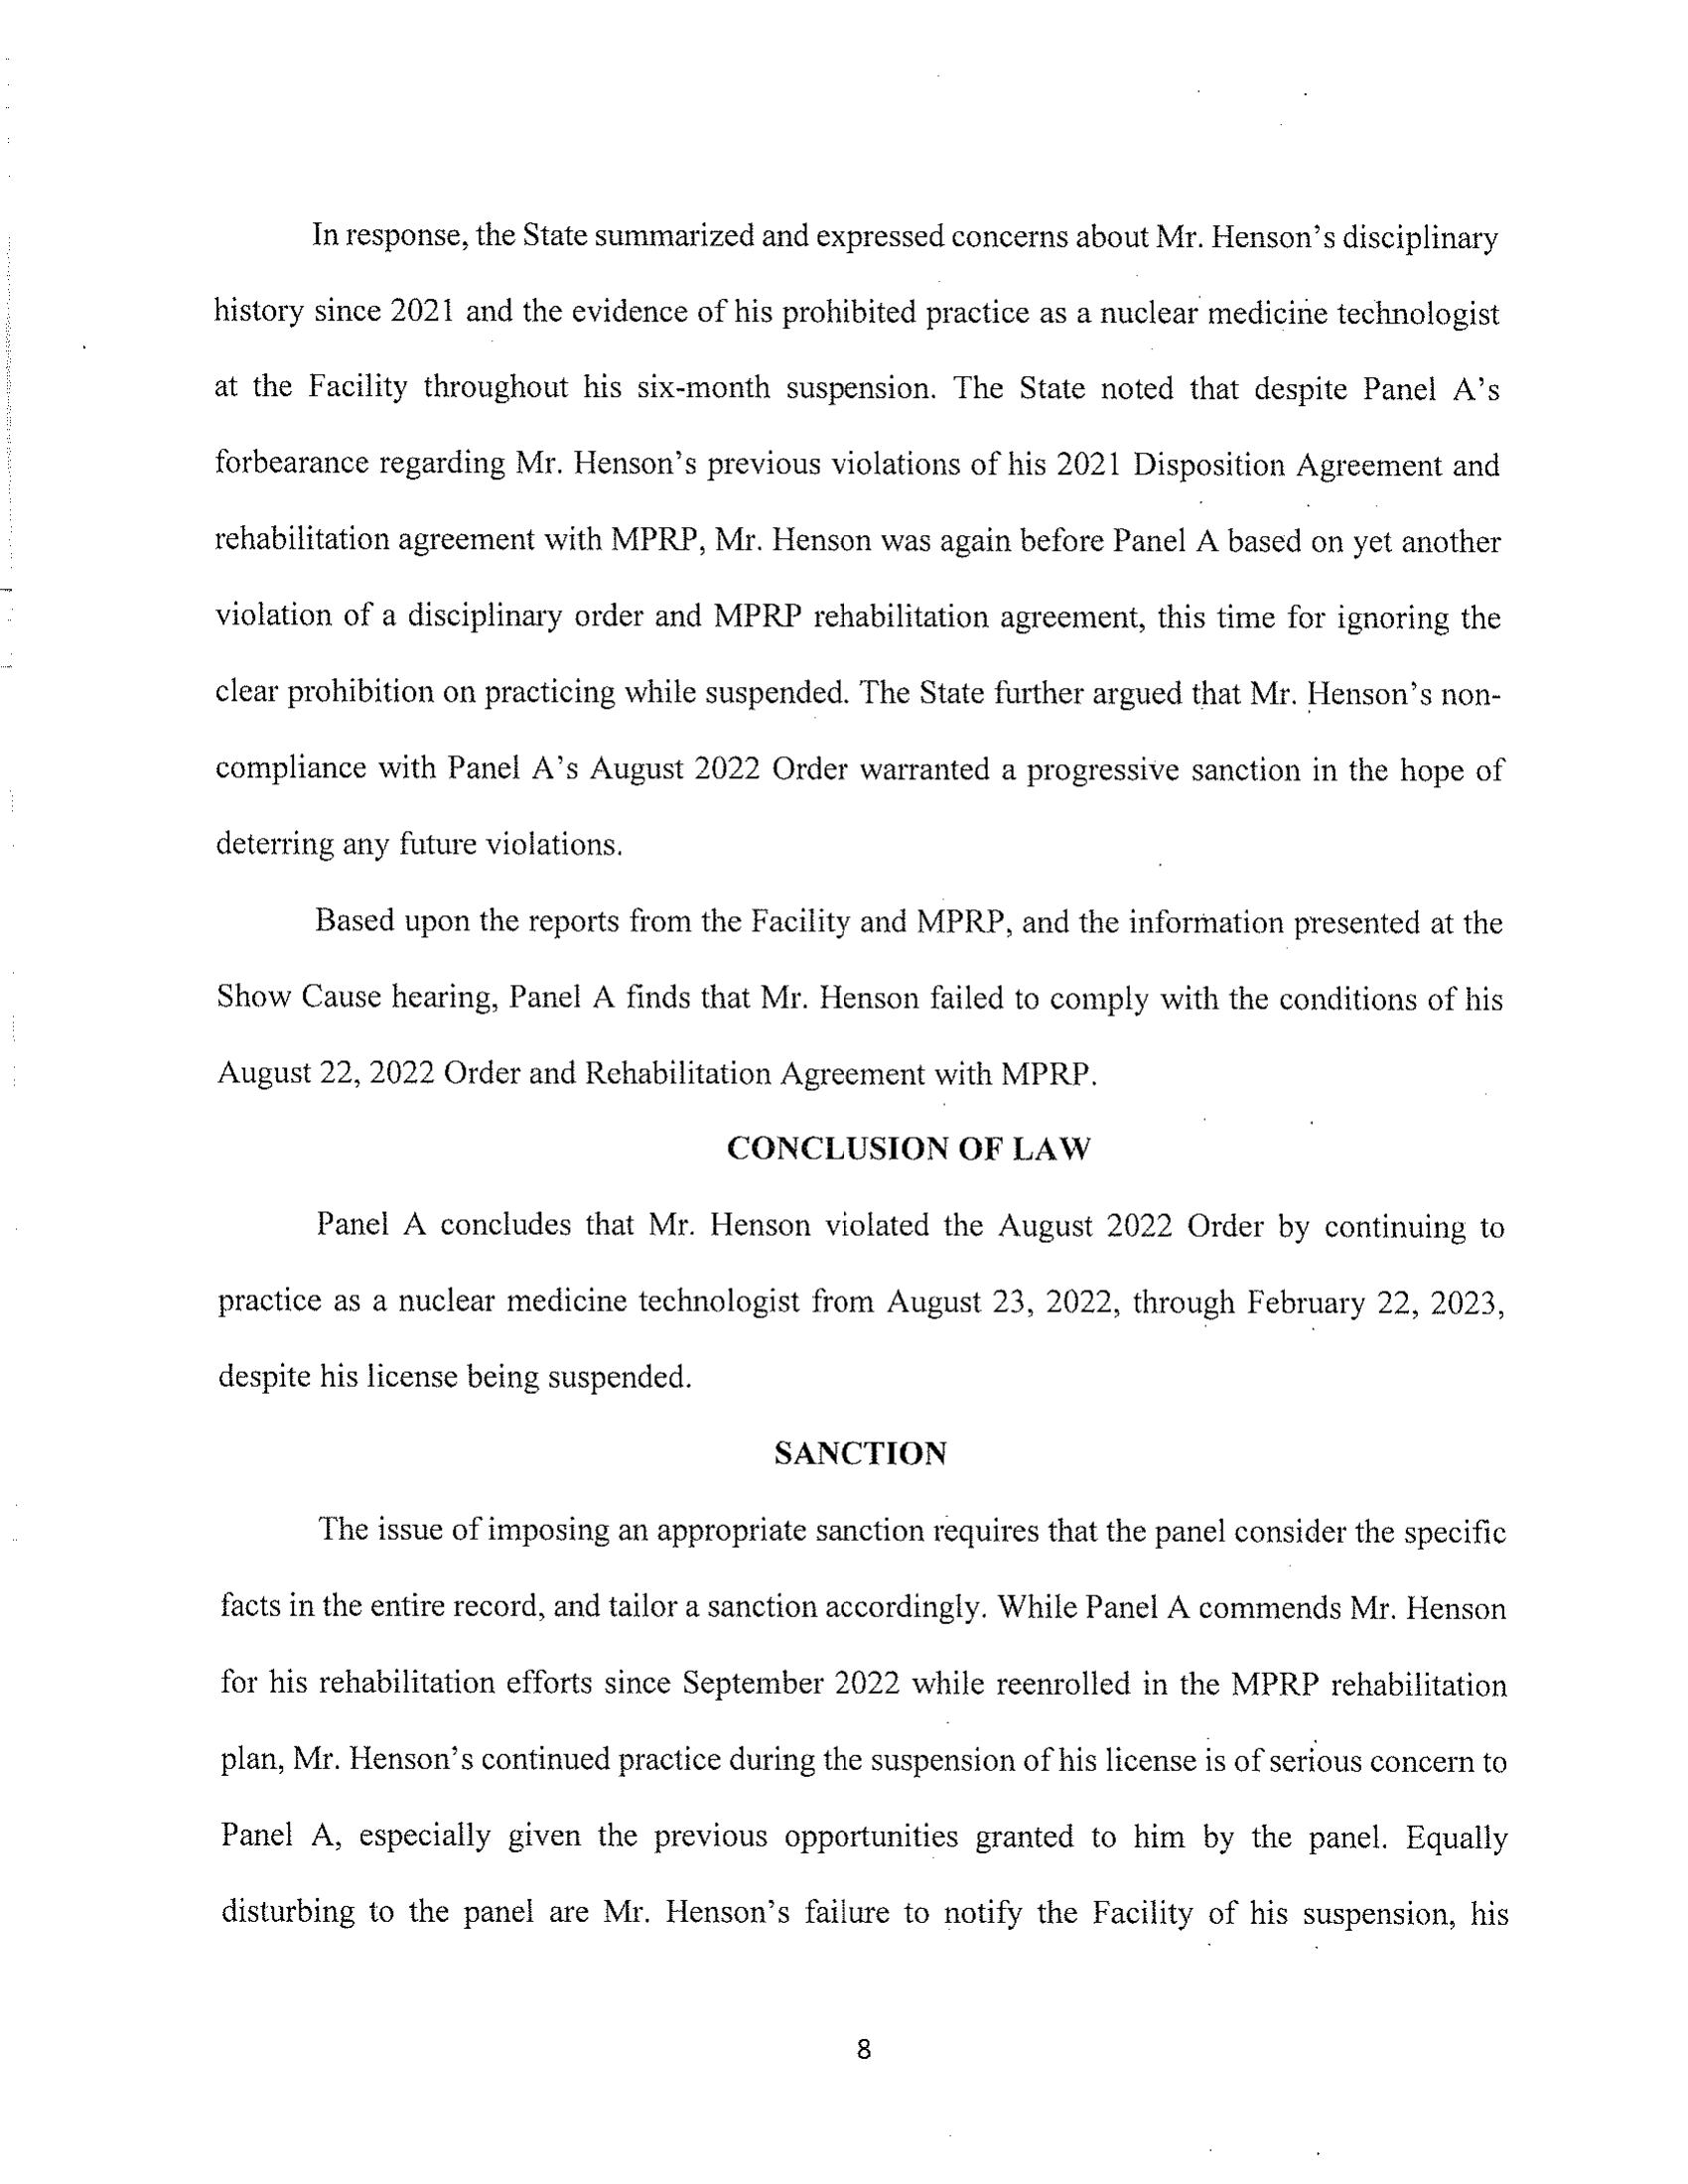 In response, the State summarized and expressed concerns about Mr. Henson's disciplinary
history since 2021 and the evidence of his prohibited practice as a nuclear medicine technologist
at the Facility throughout his six-month suspension. The State noted that despite Panel A's
forbearance regarding Mr. Henson's previous violations of his 2021 Disposition Agreement and
rehabilitation agreement with MPRP, Mr. Henson was again before Panel A based on yet another
violation of a disciplinary order and MPRP rehabilitation agreement, this time for ignoring the
clear prohibition on practicing while suspended. The State further argued that Mr. Henson's non-
compliance with Panel A's August 2022 Order warranted a progressive sanction in the hope of
deterring any future violations.
Based upon the reports from the Facility and MPRP, and the information presented at the
Show Cause hearing, Panel A finds that Mr. Henson failed to comply with the conditions of his
August 22, 2022 Order and Rehabilitation Agreement with MPRP.
CONCLUSION OF LAW
Panel A concludes that Mr. Henson violated the August 2022 Order by continuing to
practice as a nuclear medicine technologist from August 23, 2022, through February 22, 2023,
despite his license being suspended.
SANCTION
The issue of imposing an appropriate sanction requires that the panel consider the specific
facts in the entire record, and tailor a sanction accordingly. While Panel A commends Mr. Henson
for his rehabilitation efforts since September 2022 while reenrolled in the MPRP rehabilitation
plan, Mr. Henson's continued practice during the suspension of his license is of serious concern to
Panel A, especially given the previous opportunities granted to him by the panel. Equally
disturbing to the panel are Mr. Henson's failure to notify the Facility of his suspension, his
8